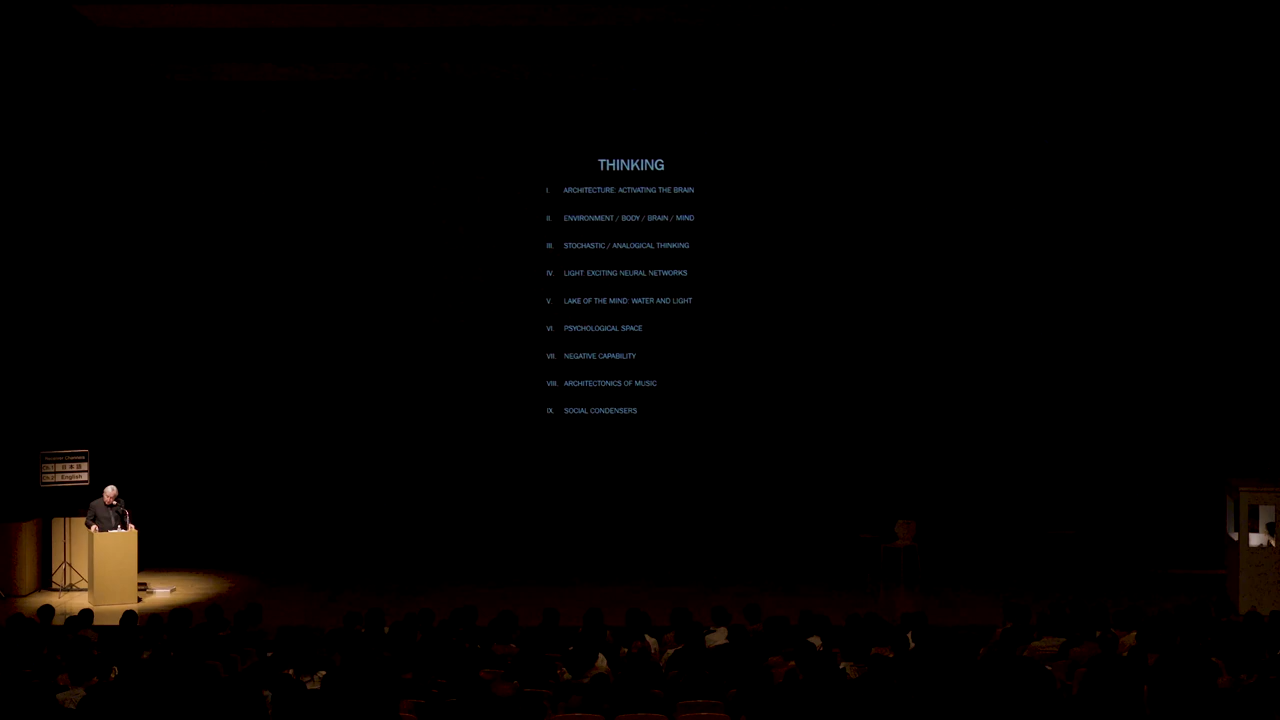 THINKING
I. ARCHITECTURE: ACTIVATING THE BRAIN
II. ENVIRONMENT / BODY / BRAIN / MIND
III. STOCHASTIC / ANALOGICAL THINKING
IV. LIGHT: EXCITING NEURAL NETWORKS
V. LAKE OF THE MIND: WATER AND LIGHT
VI. PSYCHOLOGICAL SPACE
VII. NEGATIVE CAPABILITY
VIII. ARCHITECTONICS OF MUSIC
IX. SOCIAL CONDENSERS
Receiver Channels
Ch.1 日本語
Ch.2 English